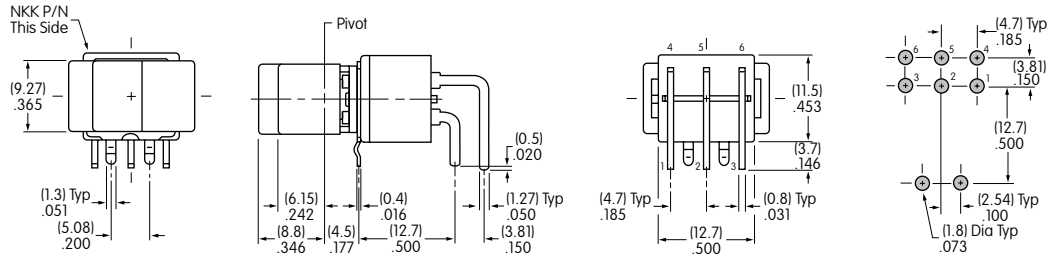 NKK P/N
This Side
(9.27)
.365
(1.3) Typ
.051
(5.08)
.200
Pivot
(0.5)
.020
(6.15)
.242
(0.4)
.016
(1.27) Typ
.050
(8.8)
.346
(4.5)
.177
(12.7)
.500
(3.81)
.150
4 5 6
(11.5)
.453
(3.7)
.146
1 2 3
(4.7) Typ
.185
(0.8) Typ
.031
(12.7)
.500
(4.7) Typ
.185
6 5 4
(3.81)
.150
3 2 1
(12.7)
.500
(2.54) Typ
.100
(1.8) Dia Typ
.073